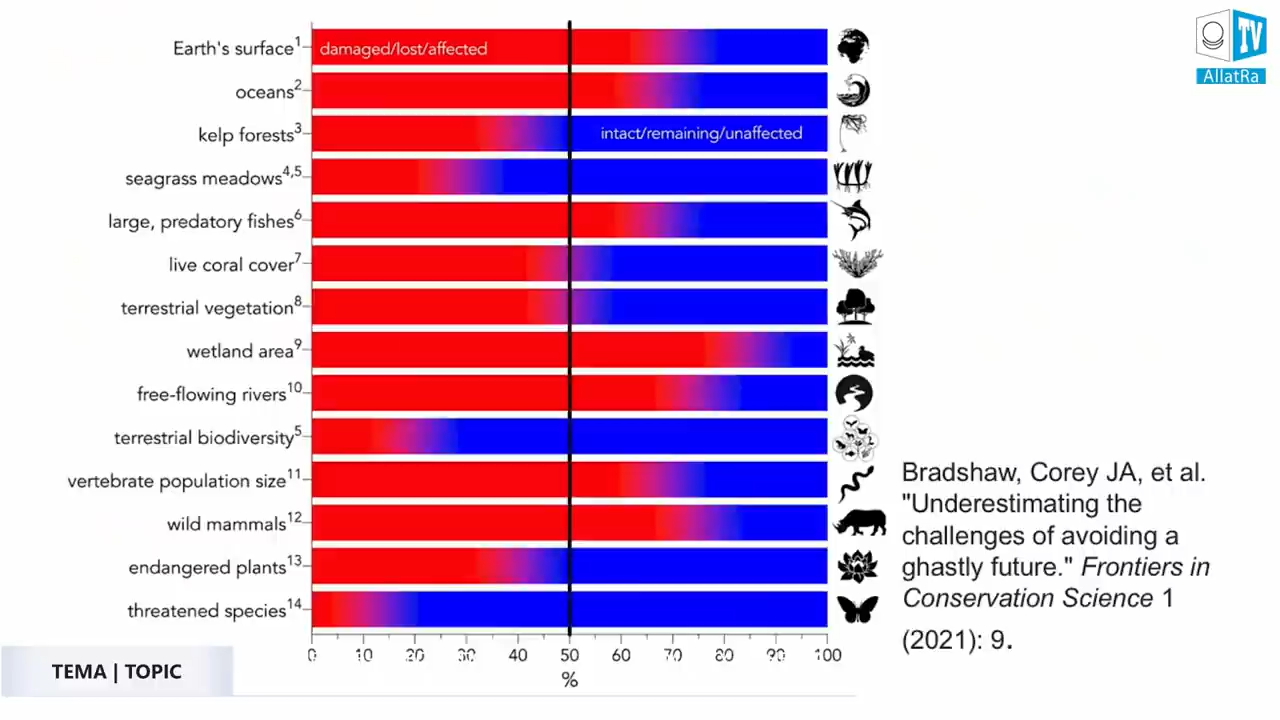 TV
AllatRa
Earth's surface1
damaged/lost/affected
oceans2
kelp forests3
intact/remaining/unaffected
seagrass meadows4,5
large, predatory fishes6
live coral cover7
terrestrial vegetation8
wetland area9
free-flowing rivers10
terrestrial biodiversity5
vertebrate population size11
wild mammals12
endangered plants13
threatened species14
0 10 20 30 40 50 60 70 80 90 100
%
Bradshaw, Corey JA, et al.
"Underestimating the
challenges of avoiding a
ghastly future." Frontiers in
Conservation Science 1
(2021): 9.
TEMA | TOPIC